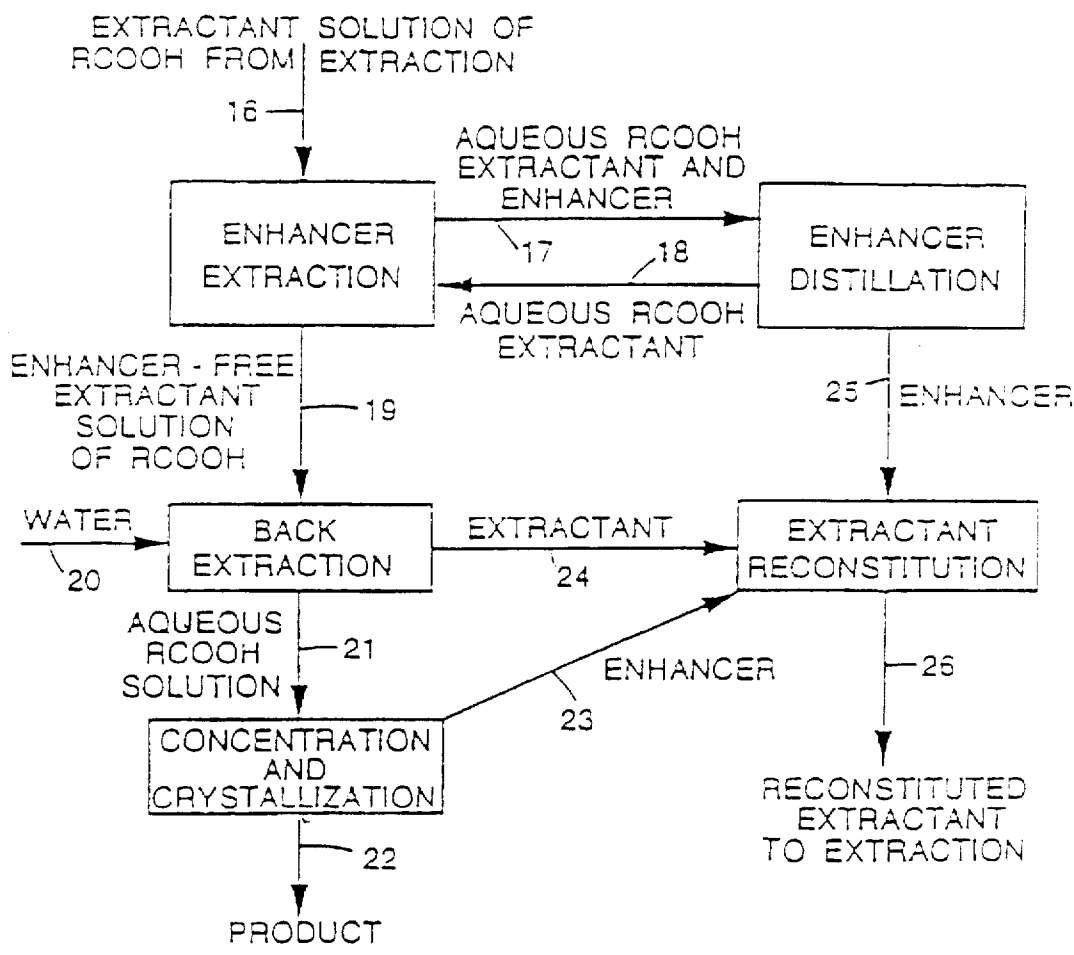 EXTRACTANT SOLUTION OF
RCOOH FROM EXTRACTION
16
AQUEOUS RCOOH
EXTRACTANT AND
ENHANCER
17
18
AQUEOUS RCOOH
EXTRACTANT
ENHANCER
EXTRACTION
ENHANCER
DISTILLATION
ENHANCER - FREE
EXTRACTANT
SOLUTION
OF RCOOH
19
25
ENHANCER
WATER
20
BACK
EXTRACTION
EXTRACTANT
24
EXTRACTANT
RECONSTITUTION
AQUEOUS
RCOOH
SOLUTION
21
ENHANCER
23
26
CONCENTRATION
AND
CRYSTALLIZATION
22
PRODUCT
RECONSTITUTED
EXTRACTANT
TO EXTRACTION